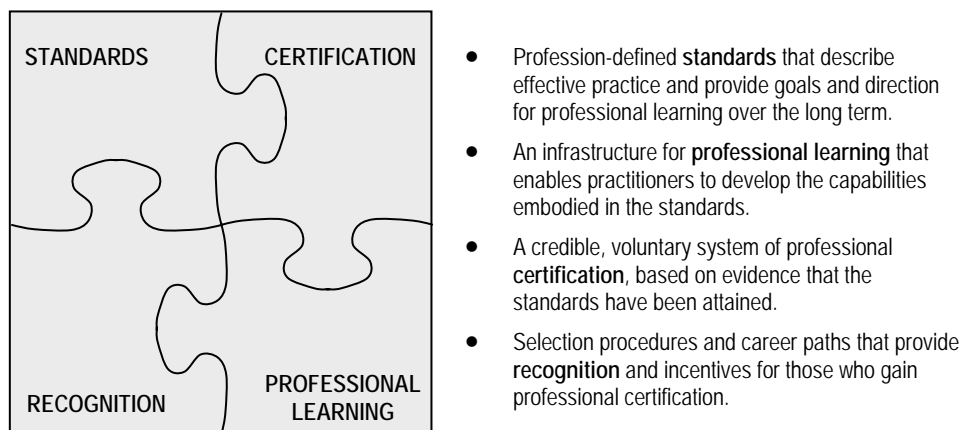 STANDARDS
CERTIFICATION
RECOGNITION
PROFESSIONAL
LEARNING
● Profession-defined standards that describe
effective practice and provide goals and direction
for professional learning over the long term.
● An infrastructure for professional learning that
enables practitioners to develop the capabilities
embodied in the standards.
● A credible, voluntary system of professional
certification, based on evidence that the
standards have been attained.
● Selection procedures and career paths that provide
recognition and incentives for those who gain
professional certification.